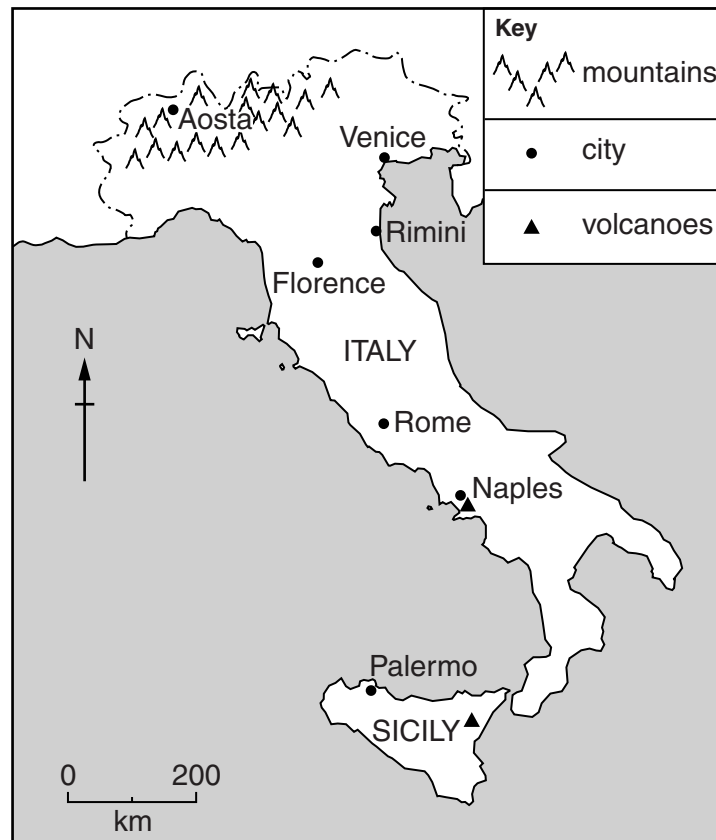 Key
mountains
city
volcanoes
Aosta
Venice
Rimini
Florence
N
ITALY
Rome
Naples
Palermo
SICILY
0 200
km